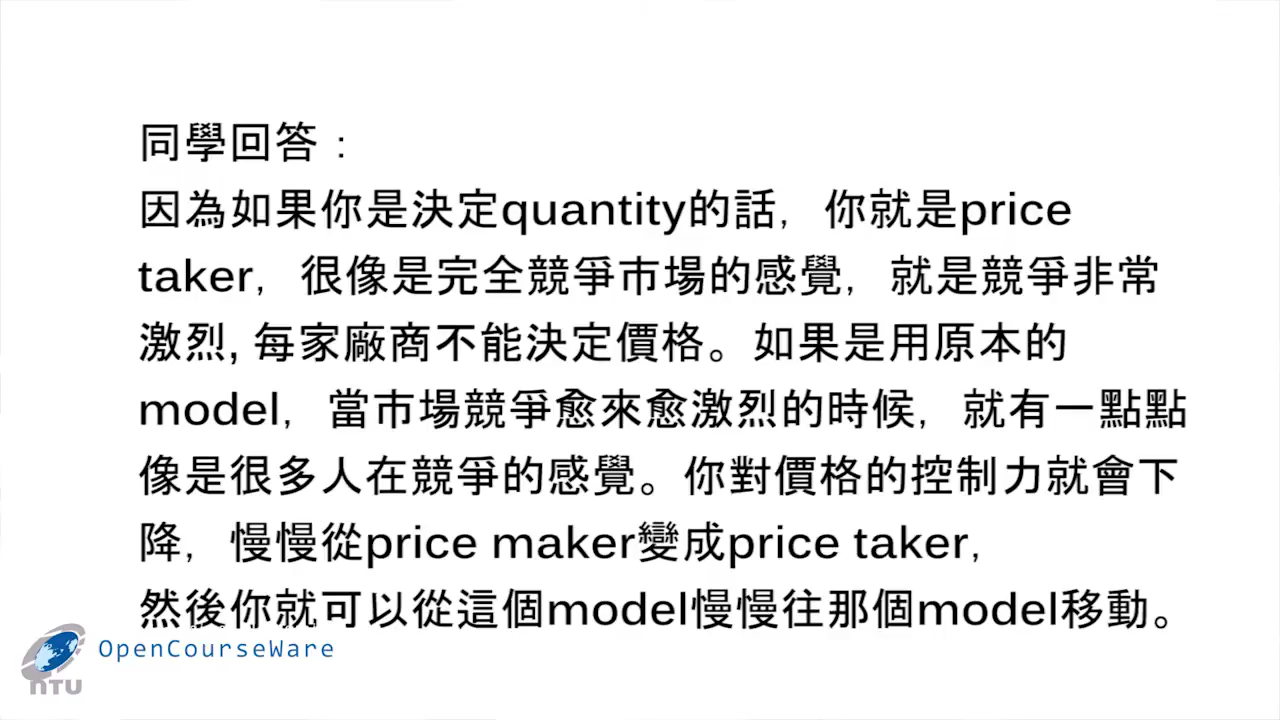 同學回答：
因為如果你是決定quantity的話，你就是price
taker，很像是完全競爭市場的感覺，就是競爭非常
激烈, 每家廠商不能決定價格。如果是用原本的
model，當市場競爭愈來愈激烈的時候，就有一點點
像是很多人在競爭的感覺。你對價格的控制力就會下
降，慢慢從price maker變成price taker，
然後你就可以從這個model慢慢往那個model移動。
OpenCourseWare
NTU